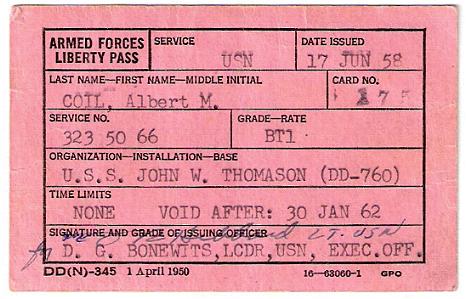 ARMED FORCES LIBERTY PASS
SERVICE
USN
DATE ISSUED
17 JUN 58
LAST NAME—FIRST NAME—MIDDLE INITIAL
COIL, Albert M.
CARD NO.
175
SERVICE NO.
323 50 66
GRADE—RATE
BT1
ORGANIZATION—INSTALLATION—BASE
U.S.S. JOHN W. THOMASON (DD-760)
TIME LIMITS
NONE VOID AFTER: 30 JAN 62
SIGNATURE AND GRADE OF ISSUING OFFICER
LT. USN
for D. G. BONEWITS,LCDR,USN, EXEC.OFF.
DD(N)-345 1 April 1950 16—63060-1 GPO